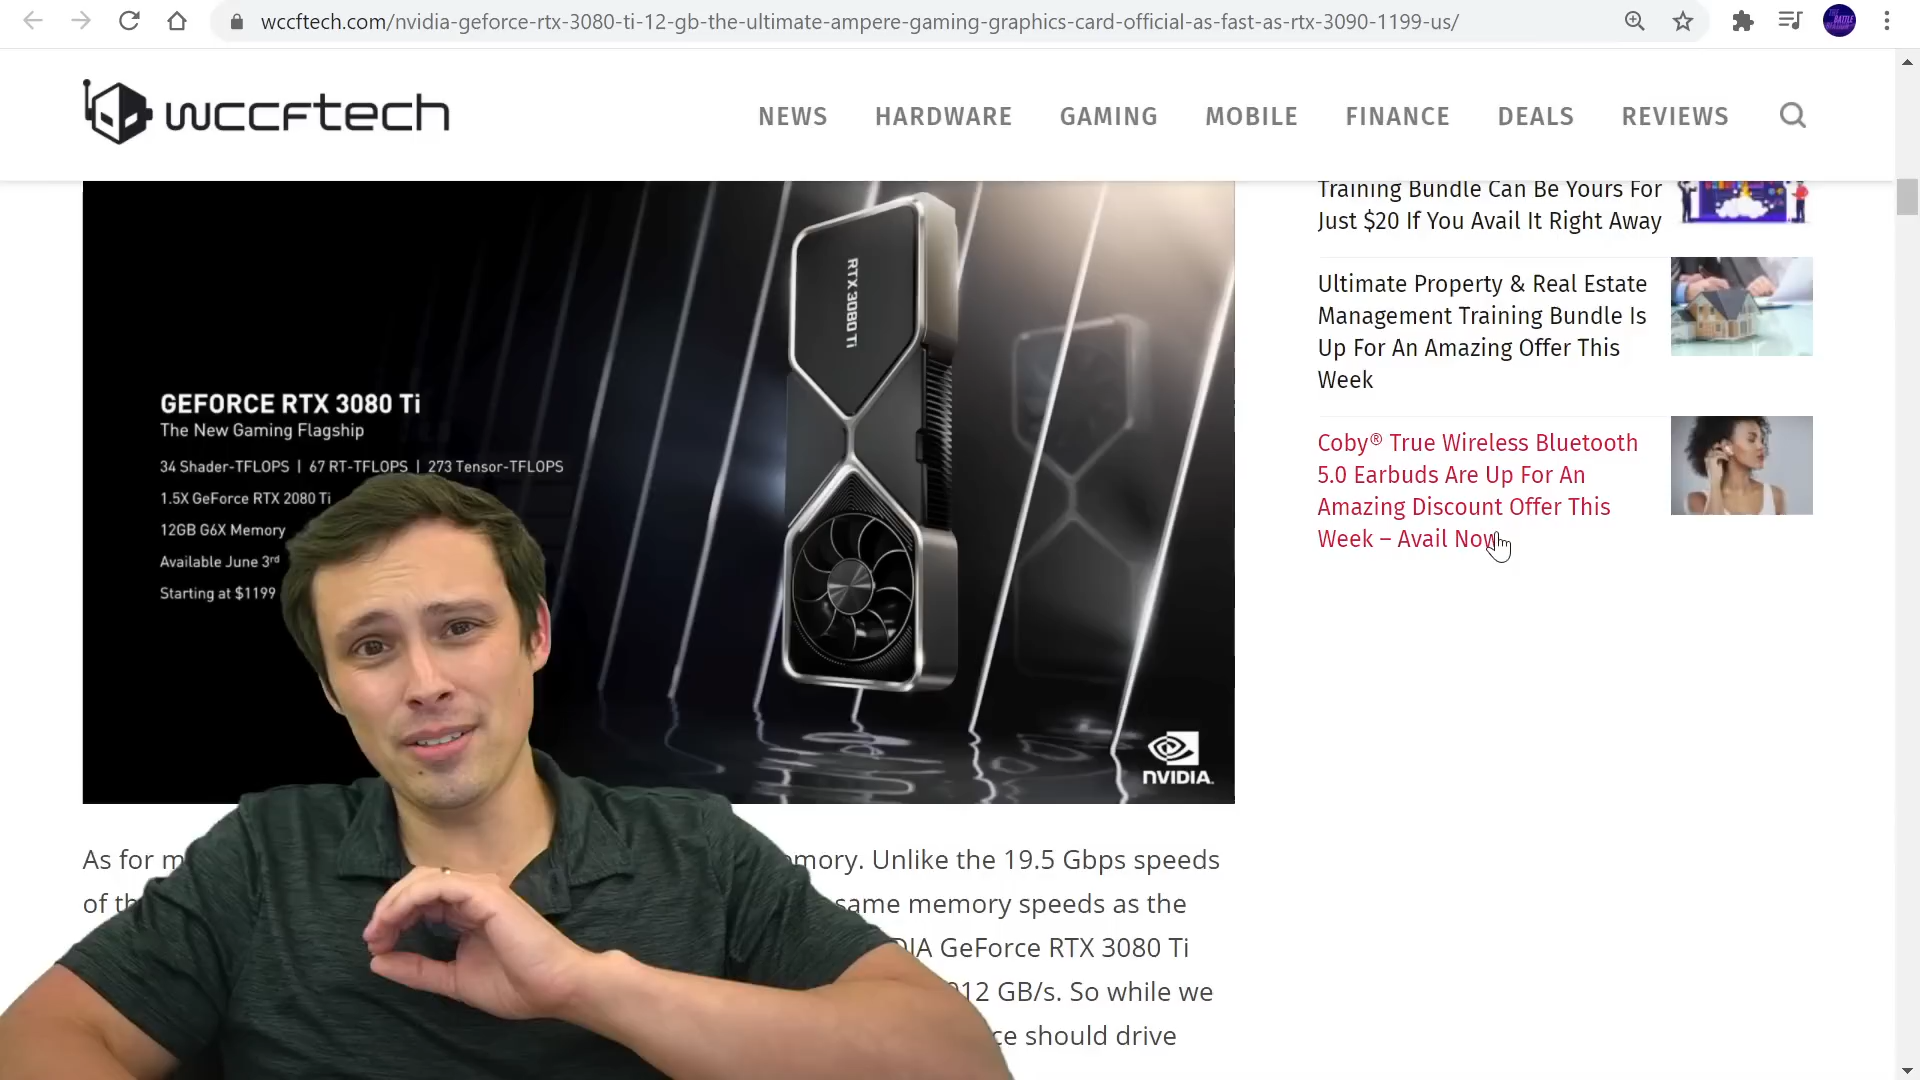 wccftech.com/nvidia-geforce-rtx-3080-ti-12-gb-the-ultimate-ampere-gaming-graphics-card-official-as-fast-as-rtx-3090-1199-us/
wccftech
NEWS
HARDWARE
GAMING
MOBILE
FINANCE
DEALS
REVIEWS
RTX 3080 Ti
GEFORCE RTX 3080 Ti
The New Gaming Flagship
34 Shader-TFLOPS | 67 RT-TFLOPS | 273 Tensor-TFLOPS
1.5X GeForce RTX 2080 Ti
12GB G6X Memory
Available June 3rd
Starting at $1199
NVIDIA.
Training Bundle Can Be Yours For
Just $20 If You Avail It Right Away
Ultimate Property & Real Estate
Management Training Bundle Is
Up For An Amazing Offer This
Week
Coby® True Wireless Bluetooth
5.0 Earbuds Are Up For An
Amazing Discount Offer This
Week – Avail Now
As for
Unlike the 19.5 Gbps speeds
of
same memory speeds as the
GeForce RTX 3080 Ti
GB/s. So while we
should drive